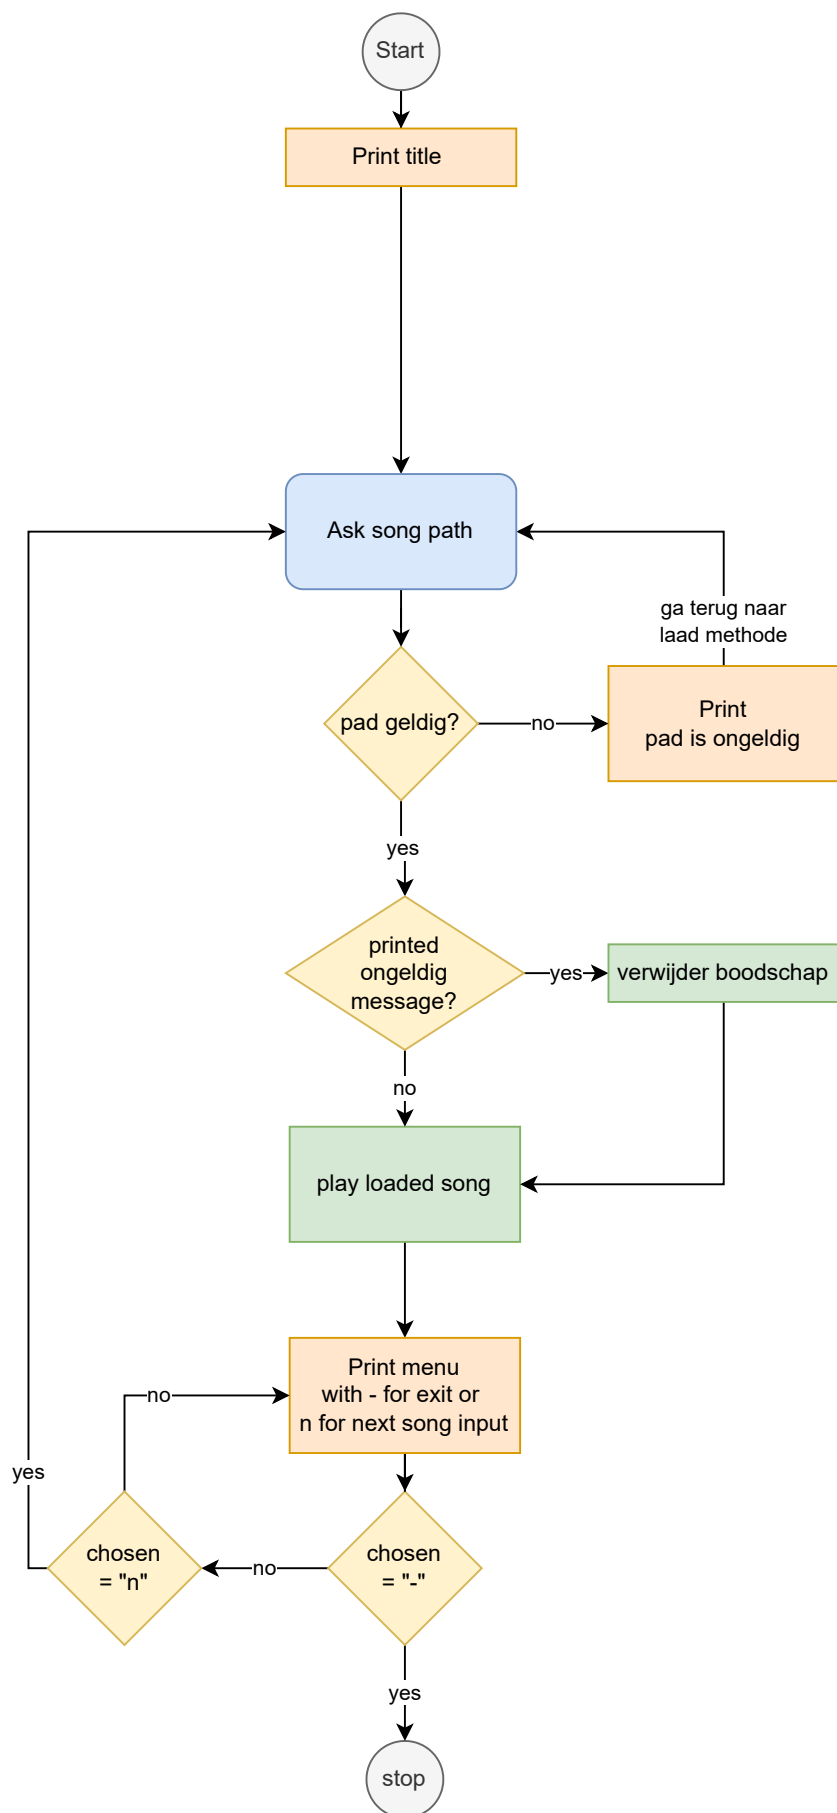 Start
Print title
Ask song path
ga terug naar
laad methode
pad geldig?
no
Print
pad is ongeldig
yes
printed
ongeldig
message?
yes
verwijder boodschap
no
play loaded song
Print menu
with - for exit or
n for next song input
no
yes
chosen
= "n"
no
chosen
= "-"
yes
stop